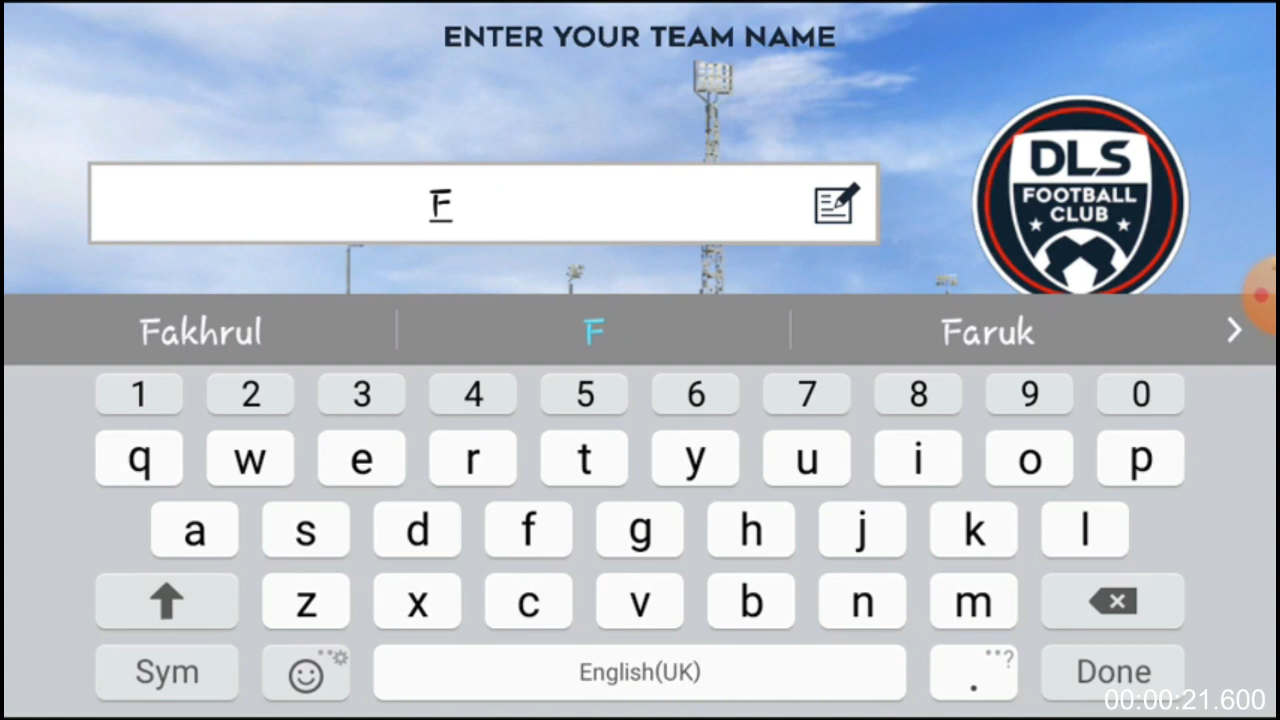 ENTER YOUR TEAM NAME
F
DLS
FOOTBALL
CLUB
Fakhrul F Faruk
1 2 3 4 5 6 7 8 9 0
q w e r t y u i o p
a s d f g h j k l
z x c v b n m
Sym English(UK) . ? Done
00:00:21.600